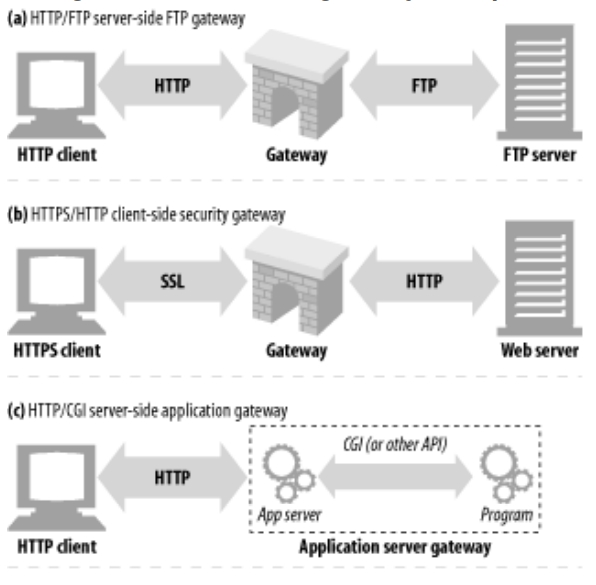 (a) HTTP/FTP server-side FTP gateway
HTTP
FTP
HTTP client
Gateway
FTP server
(b) HTTPS/HTTP client-side security gateway
SSL
HTTP
HTTPS client
Gateway
Web server
(c) HTTP/CGI server-side application gateway
CGI (or other API)
HTTP
App server
Program
HTTP client
Application server gateway